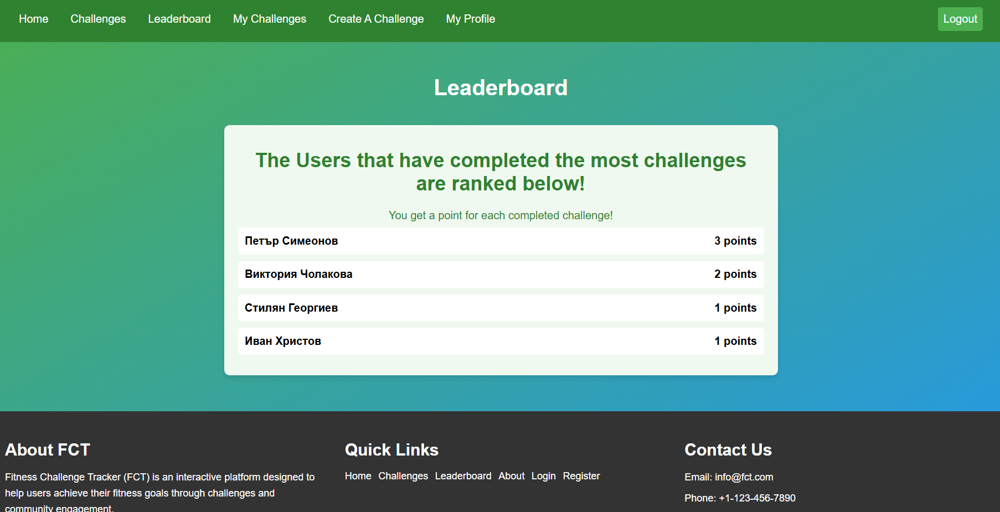 Home Challenges Leaderboard My Challenges Create A Challenge My Profile Logout
Leaderboard
The Users that have completed the most challenges
are ranked below!
You get a point for each completed challenge!
Петър Симеонов 3 points
Виктория Чолакова 2 points
Стилян Георгиев 1 points
Иван Христов 1 points
About FCT
Fitness Challenge Tracker (FCT) is an interactive platform designed to
help users achieve their fitness goals through challenges and
community engagement.
Quick Links
Home Challenges Leaderboard About Login Register
Contact Us
Email: info@fct.com
Phone: +1-123-456-7890